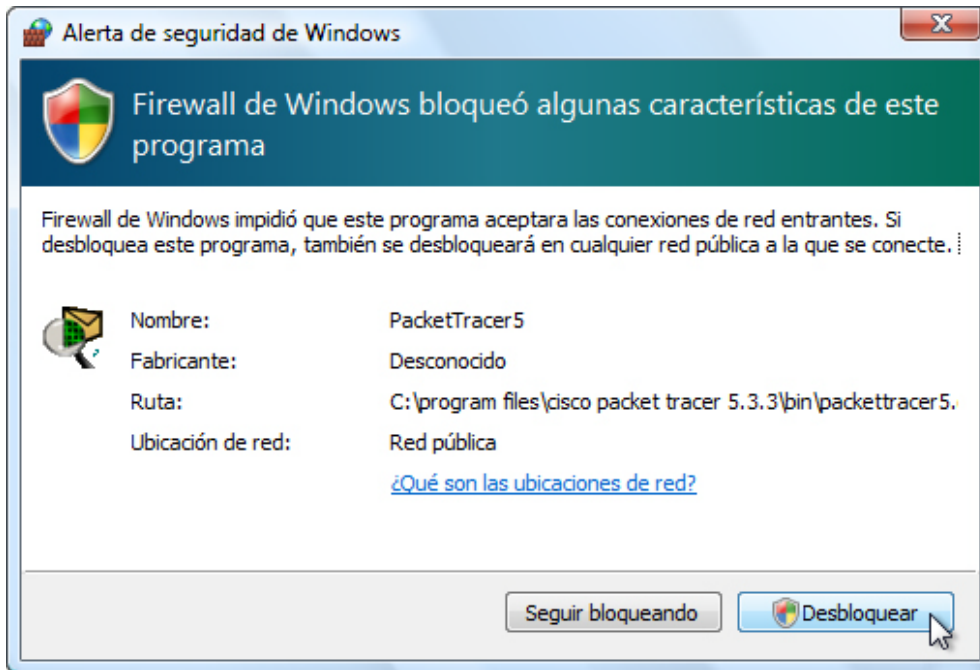 Alerta de seguridad de Windows
Firewall de Windows bloqueó algunas características de este
programa
Firewall de Windows impidió que este programa aceptara las conexiones de red entrantes. Si
desbloquea este programa, también se desbloqueará en cualquier red pública a la que se conecte.
Nombre: PacketTracer5
Fabricante: Desconocido
Ruta: C:\program files\cisco packet tracer 5.3.3\bin\packettracer5.
Ubicación de red: Red pública
¿Qué son las ubicaciones de red?
Seguir bloqueando Desbloquear